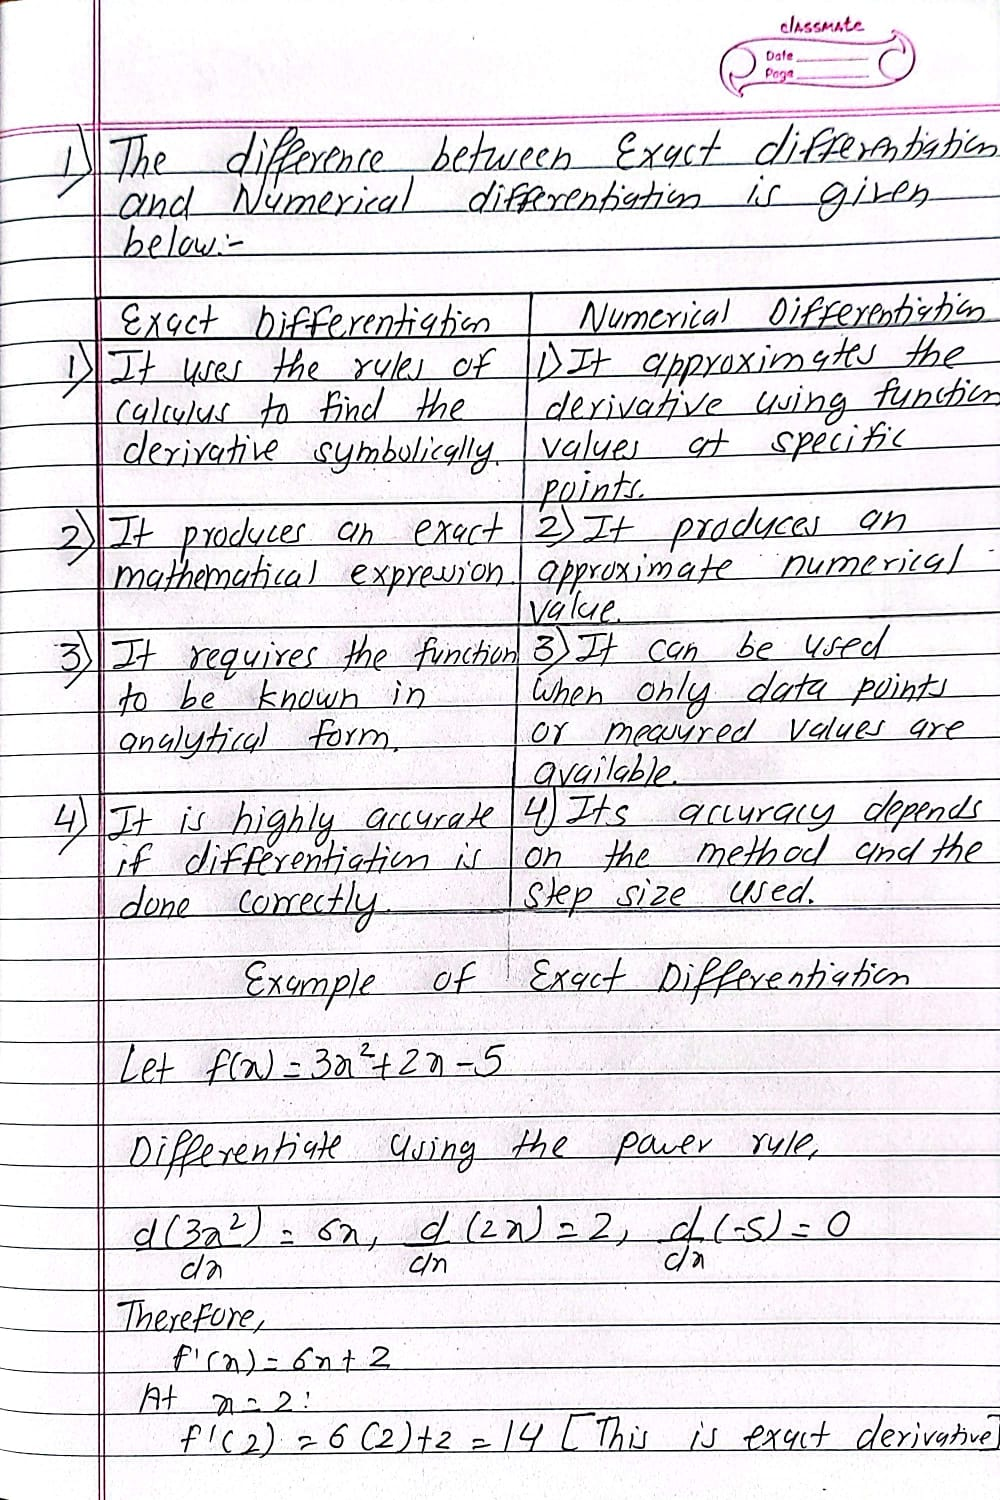 classmate
Date
Page
1) The difference between Exact differentiation
and Numerical differentiation is given
below:-
Exact Differentiation
Numerical Differentiation
1) It uses the rules of
calculus to find the
derivative symbolically.
1) It approximates the
derivative using function
values at specific
points.
2) It produces an exact
mathematical expression.
2) It produces an
approximate numerical
value.
3) It requires the function
to be known in
analytical form.
3) It can be used
when only data points
or measured values are
available.
4) It is highly accurate
if differentiation is
done correctly.
4) Its accuracy depends
on the method and the
step size used.
Example of Exact Differentiation
Let f(x) = 3x²+2x-5
Differentiate using the power rule,
d(3x²) = 6x, d (2x) = 2, d (-5) = 0
dx dx dx
Therefore,
f'(x) = 6x+2
At x = 2:
f'(2) = 6(2)+2 = 14 [This is exact derivative]